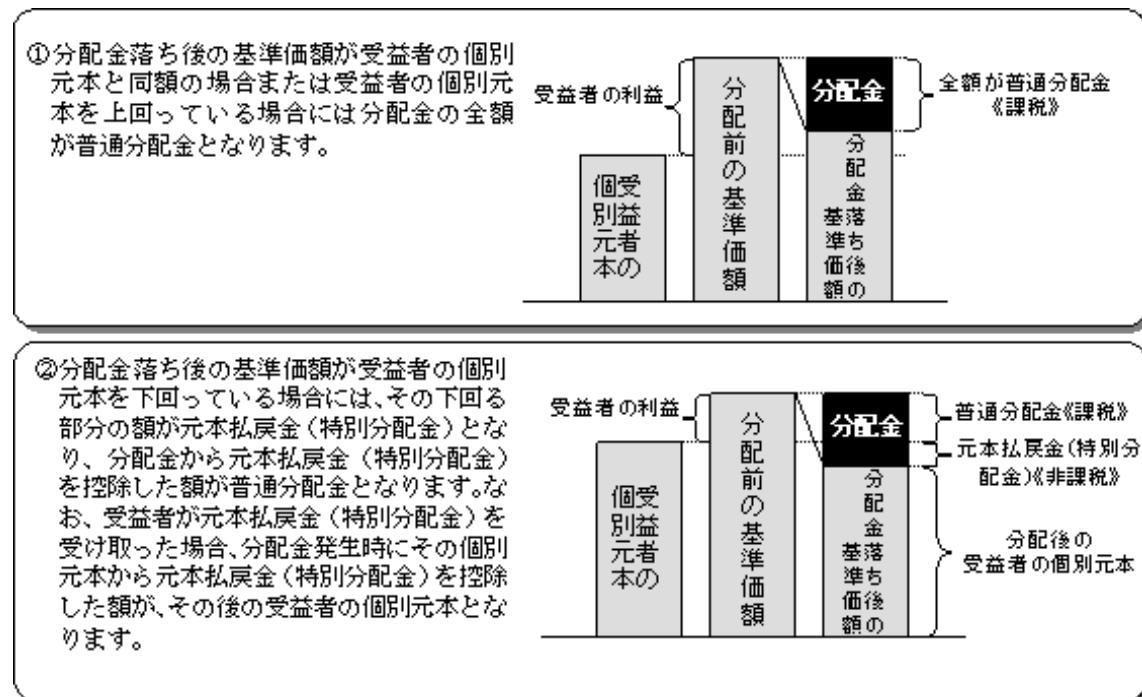 ①分配金落ち後の基準価額が受益者の個別
元本と同額の場合または受益者の個別元
本を上回っている場合には分配金の全額
が普通分配金となります。
受益者の利益
個別元本
受益者の
分配前の基準価額
分配金
分配金落ち後の
基準価額
全額が普通分配金
《課税》
②分配金落ち後の基準価額が受益者の個別
元本を下回っている場合には、その下回る
部分の額が元本払戻金（特別分配金）とな
り、分配金から元本払戻金（特別分配金）
を控除した額が普通分配金となります。な
お、受益者が元本払戻金（特別分配金）を
受け取った場合、分配金発生時にその個別
元本から元本払戻金（特別分配金）を控除
した額が、その後の受益者の個別元本とな
ります。
受益者の利益
受益者の
個別元本
分配前の基準価額
分配金
分配金落ち後の
基準価額の
普通分配金《課税》
元本払戻金（特別分
配金）《非課税》
分配後の
受益者の個別元本